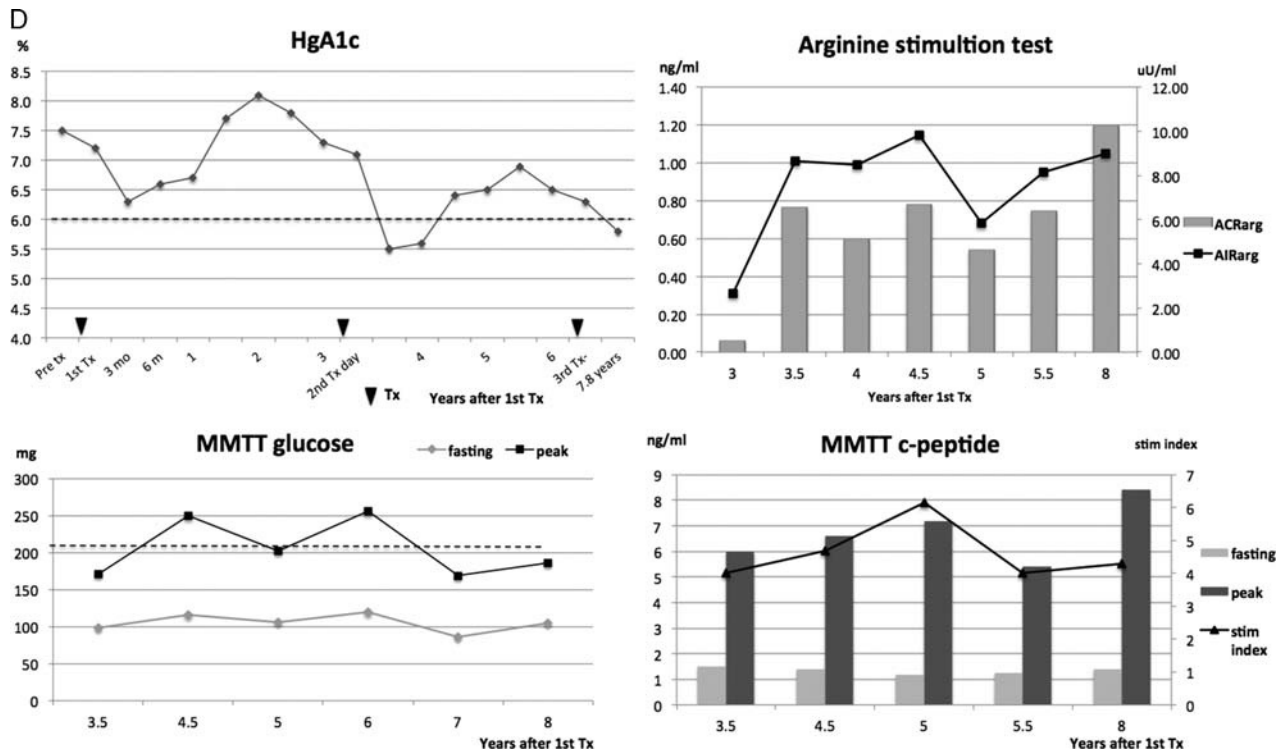 D
HgA1c
%
8.5
8.0
7.5
7.0
6.5
6.0
5.5
5.0
4.5
4.0
Pre tx
1st Tx
3 mo
6 m
1
2
3
2nd Tx day
4
5
6
3rd Tx-
7.8 years
Tx
Years after 1st Tx
Arginine stimultion test
ng/ml
uU/ml
1.40
1.20
1.00
0.80
0.60
0.40
0.20
0.00
12.00
10.00
8.00
6.00
4.00
2.00
0.00
ACRarg
AIRarg
3 3.5 4 4.5 5 5.5 8
Years after 1st Tx
MMTT glucose
mg
fasting peak
300
250
200
150
100
50
0
3.5 4.5 5 6 7 8
Years after 1st Tx
MMTT c-peptide
ng/ml
stim index
9
8
7
6
5
4
3
2
1
0
7
6
5
4
3
2
1
0
fasting
peak
stim
index
3.5 4.5 5 5.5 8
Years after 1st Tx